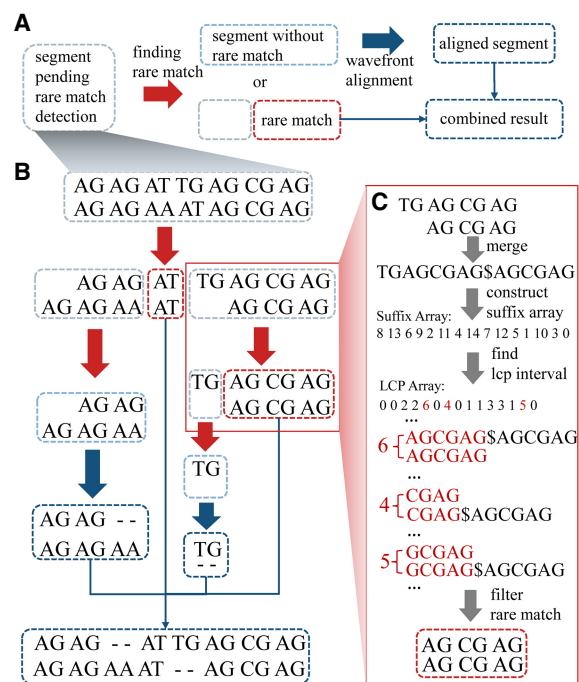 A
segment
pending
rare match
detection
finding
rare match
segment without
rare match
or
rare match
wavefront
alignment
aligned segment
combined result
B
AG AG AT TG AG CG AG
AG AG AA AT AG CG AG
AG AG
AG AG AA
AT
AT
TG AG CG AG
AG CG AG
AG AG
AG AG AA
TG
AG CG AG
AG CG AG
TG
AG AG - -
AG AG AA
TG
- -
AG AG - - AT TG AG CG AG
AG AG AA AT - - AG CG AG
C
TG AG CG AG
AG CG AG
merge
TGAGCGAG$AGCGAG
construct
suffix array
Suffix Array:
8 13 6 9 2 11 4 14 7 12 5 1 10 3 0
find
lcp interval
LCP Array:
0 0 2 2 6 0 4 0 1 1 3 3 1 5 0
...
6
AGCGAG$AGCGAG
AGCGAG
...
4
CGAG
CGAG$AGCGAG
...
5
GCGAG
GCGAG$AGCGAG
...
filter
rare match
AG CG AG
AG CG AG